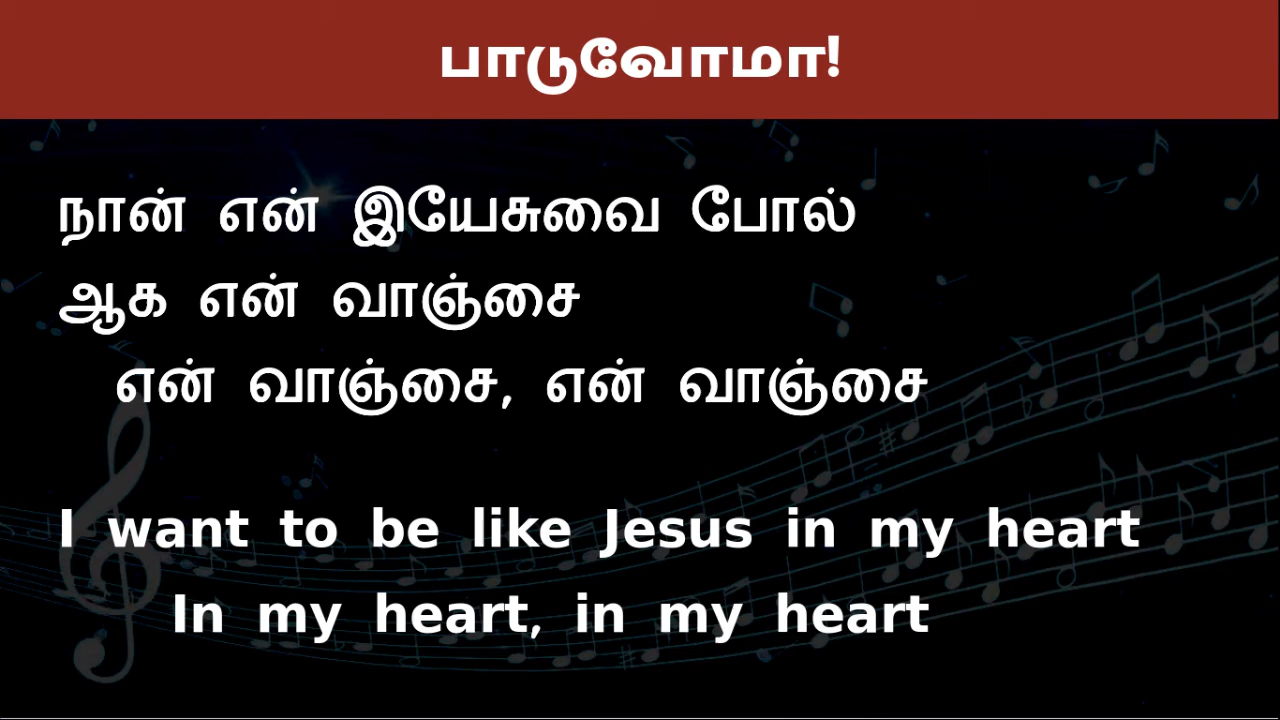 பாடுவோமா!
நான் என் இயேசுவை போல்
ஆக என் வாஞ்சை
என் வாஞ்சை, என் வாஞ்சை
I want to be like Jesus in my heart
In my heart, in my heart